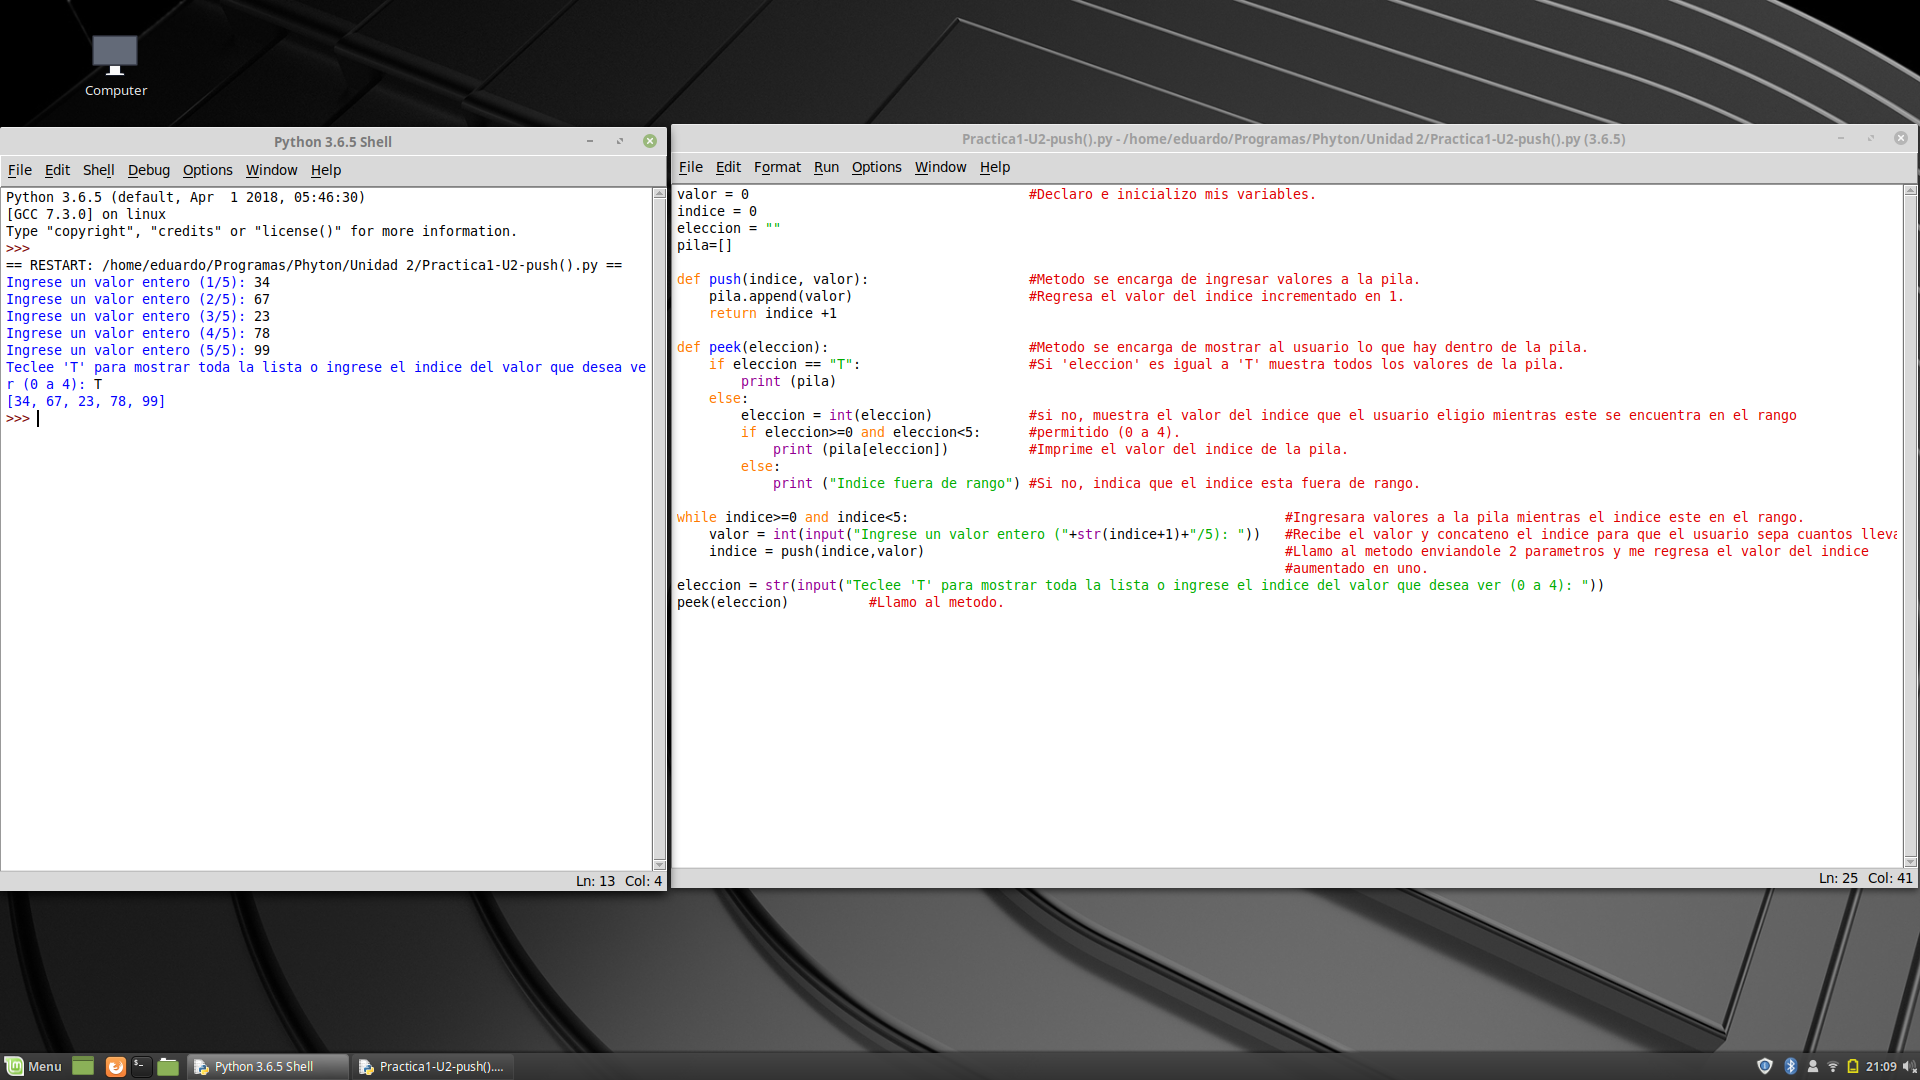 Computer
Python 3.6.5 Shell
File Edit Shell Debug Options Window Help
Python 3.6.5 (default, Apr  1 2018, 05:46:30)
[GCC 7.3.0] on linux
Type "copyright", "credits" or "license()" for more information.
>>>
== RESTART: /home/eduardo/Programas/Phyton/Unidad 2/Practica1-U2-push().py ==
Ingrese un valor entero (1/5): 34
Ingrese un valor entero (2/5): 67
Ingrese un valor entero (3/5): 23
Ingrese un valor entero (4/5): 78
Ingrese un valor entero (5/5): 99
Teclee 'T' para mostrar toda la lista o ingrese el indice del valor que desea ve
r (0 a 4): T
[34, 67, 23, 78, 99]
>>>
Ln: 13 Col: 4
Practica1-U2-push().py - /home/eduardo/Programas/Phyton/Unidad 2/Practica1-U2-push().py (3.6.5)
File Edit Format Run Options Window Help
valor = 0 #Declaro e inicializo mis variables.
indice = 0
eleccion = ""
pila=[]
def push(indice, valor): #Metodo se encarga de ingresar valores a la pila.
    pila.append(valor) #Regresa el valor del indice incrementado en 1.
    return indice +1
def peek(eleccion): #Metodo se encarga de mostrar al usuario lo que hay dentro de la pila.
    if eleccion == "T": #Si 'eleccion' es igual a 'T' muestra todos los valores de la pila.
        print (pila)
    else:
        eleccion = int(eleccion) #si no, muestra el valor del indice que el usuario eligio mientras este se encuentra en el rango
        if eleccion>=0 and eleccion<5: #permitido (0 a 4).
            print (pila[eleccion]) #Imprime el valor del indice de la pila.
        else:
            print ("Indice fuera de rango") #Si no, indica que el indice esta fuera de rango.
while indice>=0 and indice<5: #Ingresara valores a la pila mientras el indice este en el rango.
    valor = int(input("Ingrese un valor entero ("+str(indice+1)+"/5): ")) #Recibe el valor y concateno el indice para que el usuario sepa cuantos lleva
    indice = push(indice,valor) #Llamo al metodo enviandole 2 parametros y me regresa el valor del indice
#aumentado en uno.
eleccion = str(input("Teclee 'T' para mostrar toda la lista o ingrese el indice del valor que desea ver (0 a 4): "))
peek(eleccion) #Llamo al metodo.
Ln: 25 Col: 41
Menu
Python 3.6.5 Shell
Practica1-U2-push()....
21:09